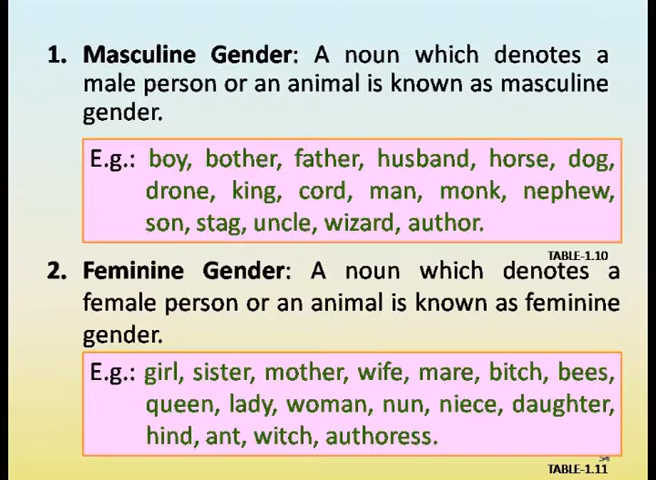 1. Masculine Gender: A noun which denotes a
male person or an animal is known as masculine
gender.
E.g.: boy, bother, father, husband, horse, dog,
drone, king, cord, man, monk, nephew,
son, stag, uncle, wizard, author.
TABLE-1.10
2. Feminine Gender: A noun which denotes a
female person or an animal is known as feminine
gender.
E.g.: girl, sister, mother, wife, mare, bitch, bees,
queen, lady, woman, nun, niece, daughter,
hind, ant, witch, authoress.
TABLE-1.11